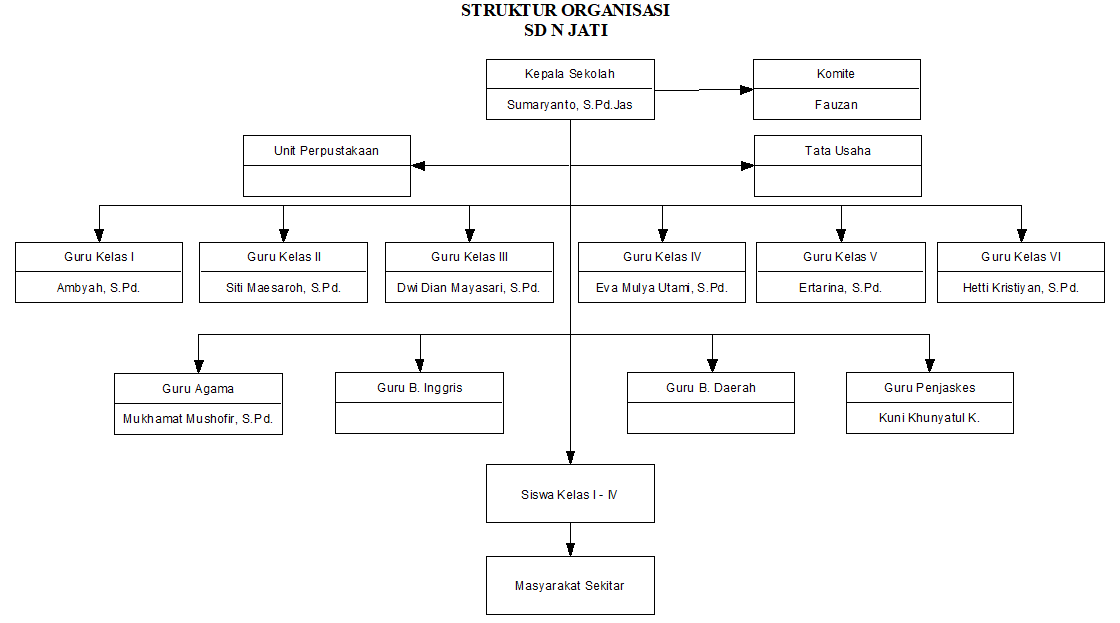 STRUKTUR ORGANISASI
SD N JATI
Kepala Sekolah
Sumaryanto, S.Pd.Jas
Komite
Fauzan
Unit Perpustakaan
Tata Usaha
Guru Kelas I
Ambyah, S.Pd.
Guru Kelas II
Siti Maesaroh, S.Pd.
Guru Kelas III
Dwi Dian Mayasari, S.Pd.
Guru Kelas IV
Eva Mulya Utami, S.Pd.
Guru Kelas V
Ertarina, S.Pd.
Guru Kelas VI
Hetti Kristiyan, S.Pd.
Guru Agama
Mukhamat Mushofir, S.Pd.
Guru B. Inggris
Guru B. Daerah
Guru Penjaskes
Kuni Khunyatul K.
Siswa Kelas I - IV
Masyarakat Sekitar